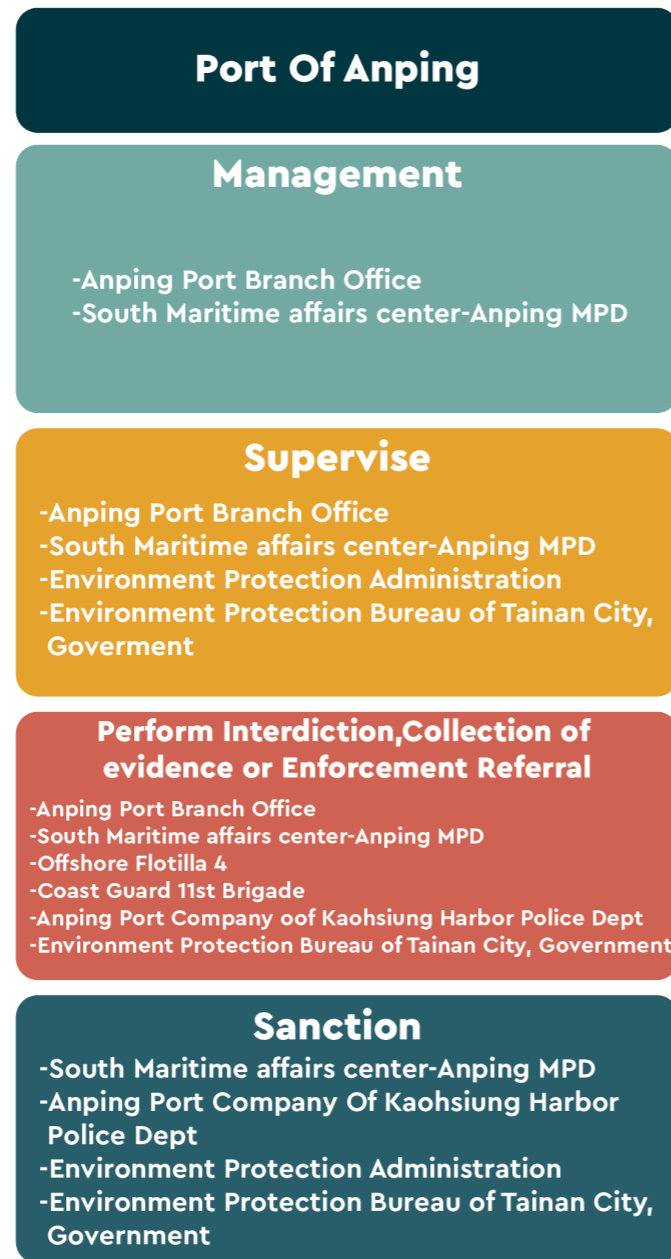 Port Of Anping
Management
-Anping Port Branch Office
-South Maritime affairs center-Anping MPD
Supervise
-Anping Port Branch Office
-South Maritime affairs center-Anping MPD
-Environment Protection Administration
-Environment Protection Bureau of Tainan City,
Goverment
Perform Interdiction,Collection of
evidence or Enforcement Referral
-Anping Port Branch Office
-South Maritime affairs center-Anping MPD
-Offshore Flotilla 4
-Coast Guard 11st Brigade
-Anping Port Company oof Kaohsiung Harbor Police Dept
-Environment Protection Bureau of Tainan City, Government
Sanction
-South Maritime affairs center-Anping MPD
-Anping Port Company Of Kaohsiung Harbor
Police Dept
-Environment Protection Administration
-Environment Protection Bureau of Tainan City,
Government